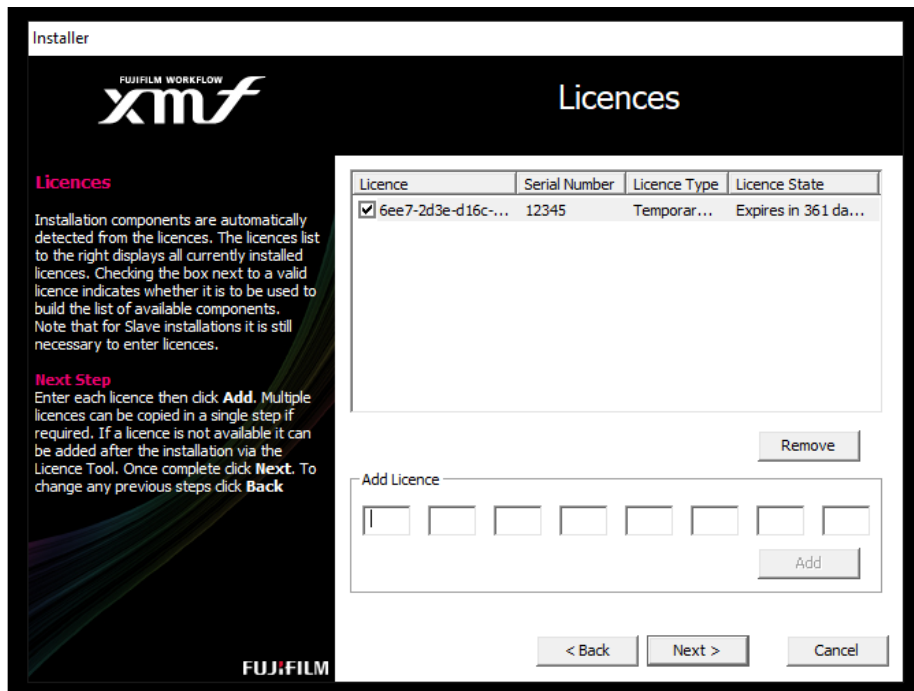 Installer
FUJIFILM WORKFLOW
xmf
Licences
Licences
Installation components are automatically
detected from the licences. The licences list
to the right displays all currently installed
licences. Checking the box next to a valid
licence indicates whether it is to be used to
build the list of available components.
Note that for Slave installations it is still
necessary to enter licences.
Next Step
Enter each licence then click Add. Multiple
licences can be copied in a single step if
required. If a licence is not available it can
be added after the installation via the
Licence Tool. Once complete click Next. To
change any previous steps click Back
FUJIFILM
Licence Serial Number Licence Type Licence State
6ee7-2d3e-d16c-... 12345 Temporar... Expires in 361 da...
Remove
Add Licence
Add
< Back Next > Cancel